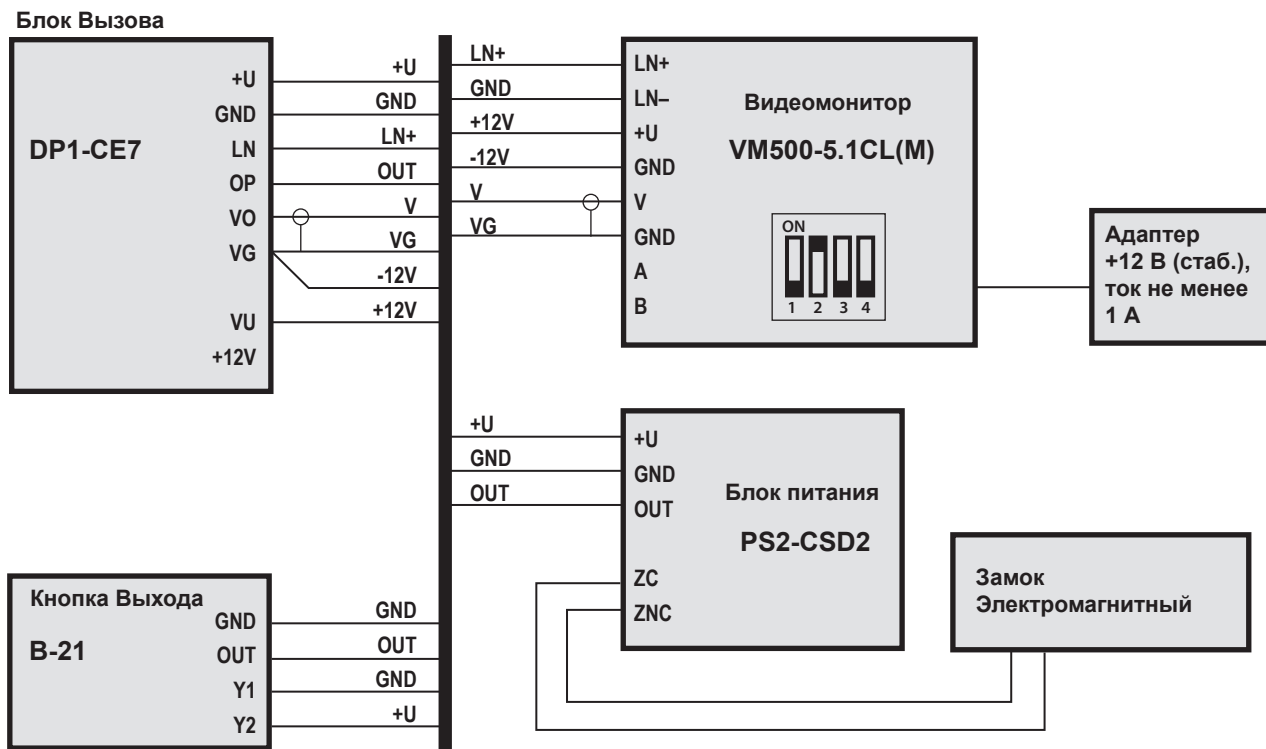 Блок Вызова
DP1-CE7
+U
GND
LN
OP
VO
VG
VU
+12V
+U
GND
LN+
OUT
V
VG
-12V
+12V
LN+
GND
+12V
-12V
V
VG
LN+
LN–
+U
GND
V
GND
A
B
Видеомонитор
VM500-5.1CL(M)
ON
1 2 3 4
Адаптер
+12 В (стаб.),
ток не менее
1 А
+U
GND
OUT
+U
GND
OUT
ZC
ZNC
Блок питания
PS2-CSD2
Замок
Электромагнитный
Кнопка Выхода
B-21
GND
OUT
Y1
Y2
GND
OUT
GND
+U